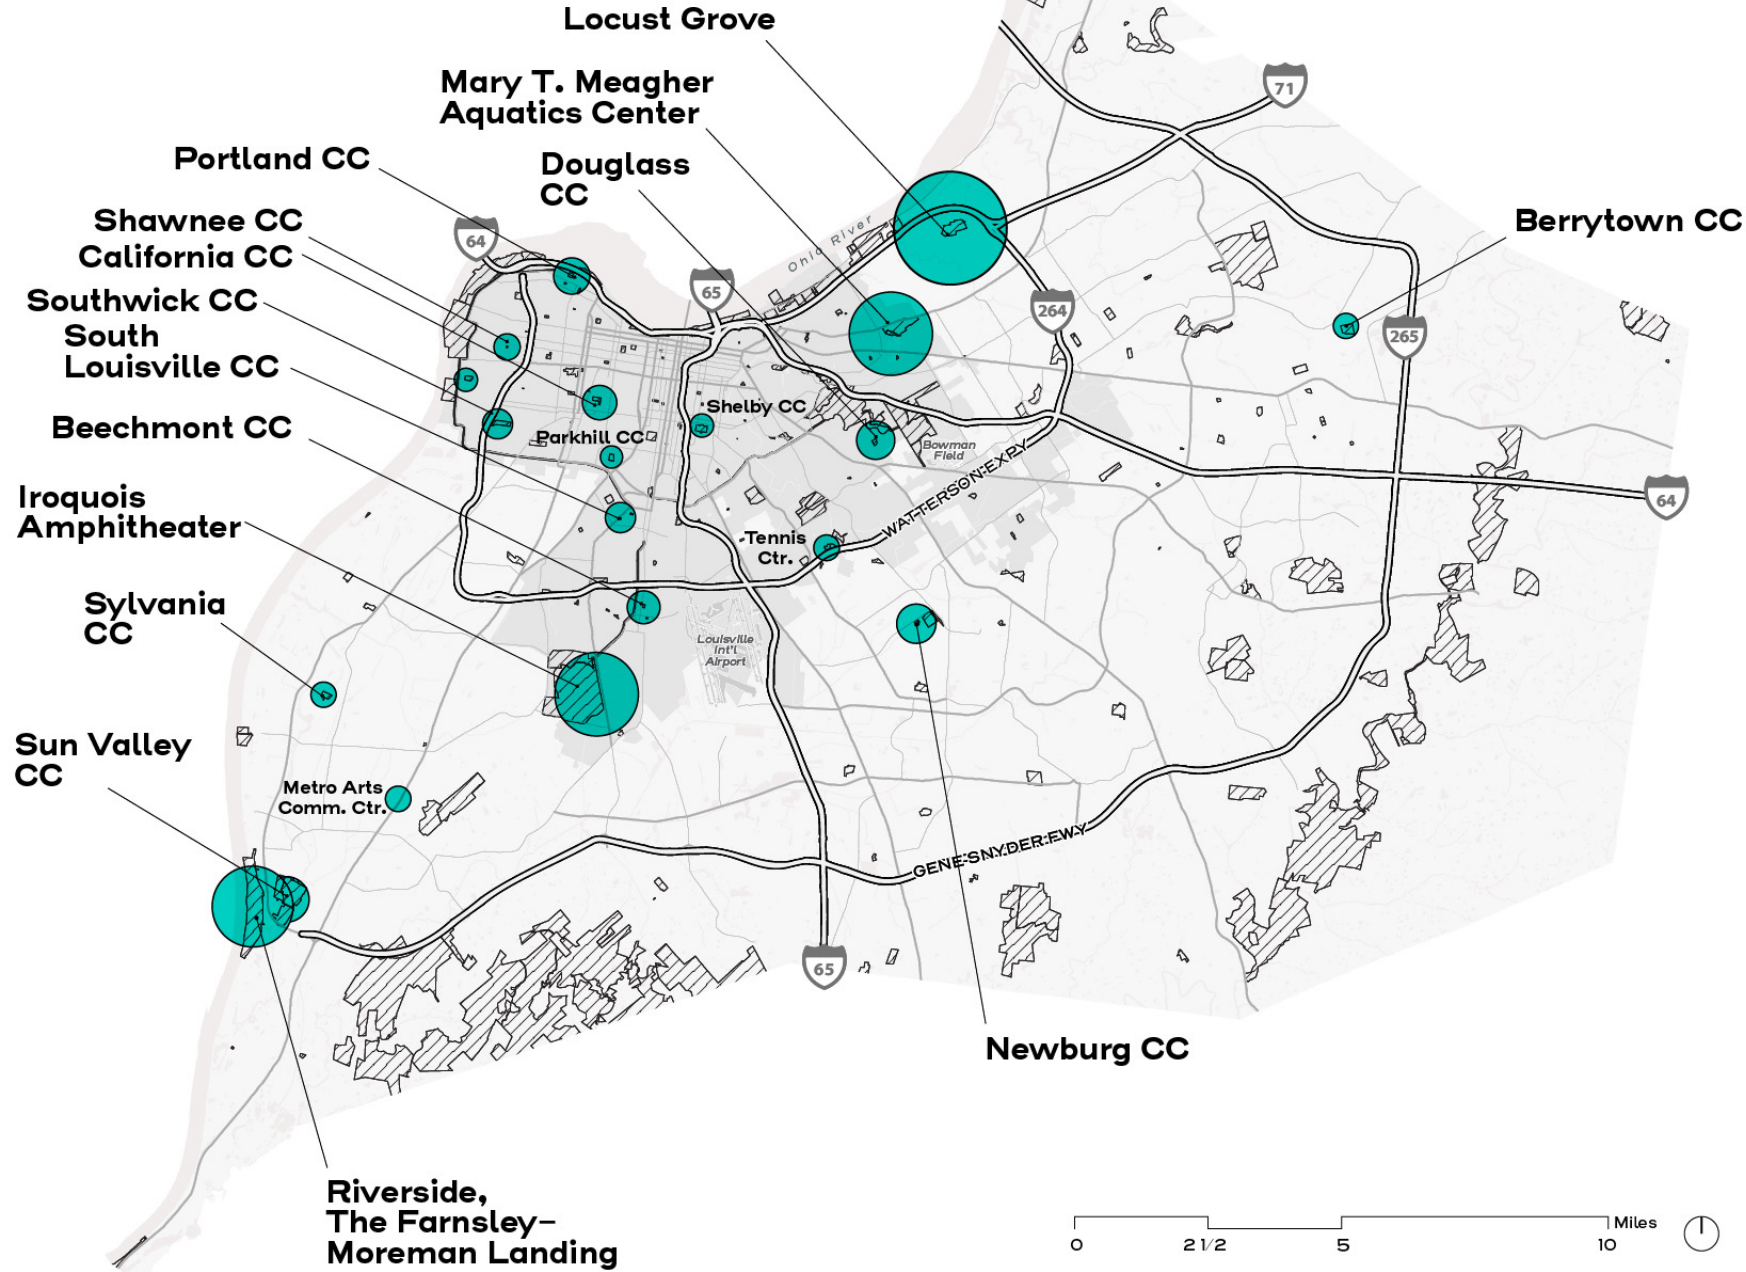 Locust Grove
Mary T. Meagher
Aquatics Center
Portland CC
Douglass
CC
Shawnee CC
California CC
Southwick CC
South
Louisville CC
Beechmont CC
Iroquois
Amphitheater
Sylvania
CC
Sun Valley
CC
Berrytown CC
71
64
65
264
265
Ohio River
Shelby CC
Parkhill CC
Bowman
Field
WATTERSON EXPY
64
Tennis
Ctr.
Louisville
Int'l
Airport
Metro Arts
Comm. Ctr.
GENE SNYDER FWY
65
Newburg CC
Riverside,
The Farnsley–
Moreman Landing
0 2 1/2 5 10 Miles